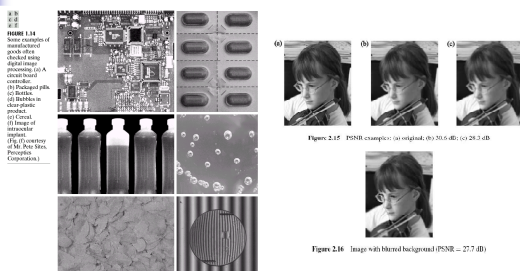 a b
c d
e f
FIGURE 1.14
Some examples of
manufactured
goods often
checked using
digital image
processing. (a) A
circuit board
controller.
(b) Packaged pills.
(c) Bottles.
(d) Bubbles in
clear-plastic
product.
(e) Cereal.
(f) Image of
intraocular
implant.
(Fig. (f) courtesy
of Mr. Pete Sites,
Perceptics
Corporation.)
(a) (b) (c)
Figure 2.15 PSNR examples: (a) original; (b) 30.6 dB; (c) 28.3 dB
Figure 2.16 Image with blurred background (PSNR = 27.7 dB)